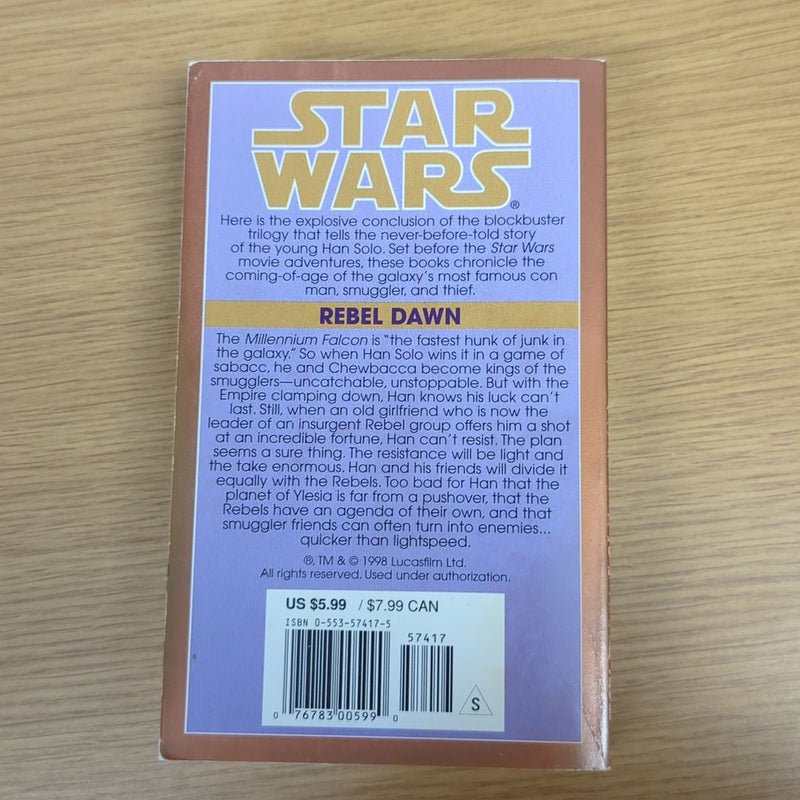 STAR
WARS®
Here is the explosive conclusion of the blockbuster
trilogy that tells the never-before-told story
of the young Han Solo. Set before the Star Wars
movie adventures, these books chronicle the
coming-of-age of the galaxy's most famous con
man, smuggler, and thief.
REBEL DAWN
The Millennium Falcon is "the fastest hunk of junk in
the galaxy." So when Han Solo wins it in a game of
sabacc, he and Chewbacca become kings of the
smugglers—uncatchable, unstoppable. But with the
Empire clamping down, Han knows his luck can't
last. Still, when an old girlfriend who is now the
leader of an insurgent Rebel group offers him a shot
at an incredible fortune, Han can't resist. The plan
seems a sure thing. The resistance will be light and
the take enormous. Han and his friends will divide it
equally with the Rebels. Too bad for Han that the
planet of Ylesia is far from a pushover, that the
Rebels have an agenda of their own, and that
smuggler friends can often turn into enemies...
quicker than lightspeed.
®, TM & © 1998 Lucasfilm Ltd.
All rights reserved. Used under authorization.
US $5.99 / $7.99 CAN
ISBN 0-553-57417-5
57417
S
0 76783 00599 0